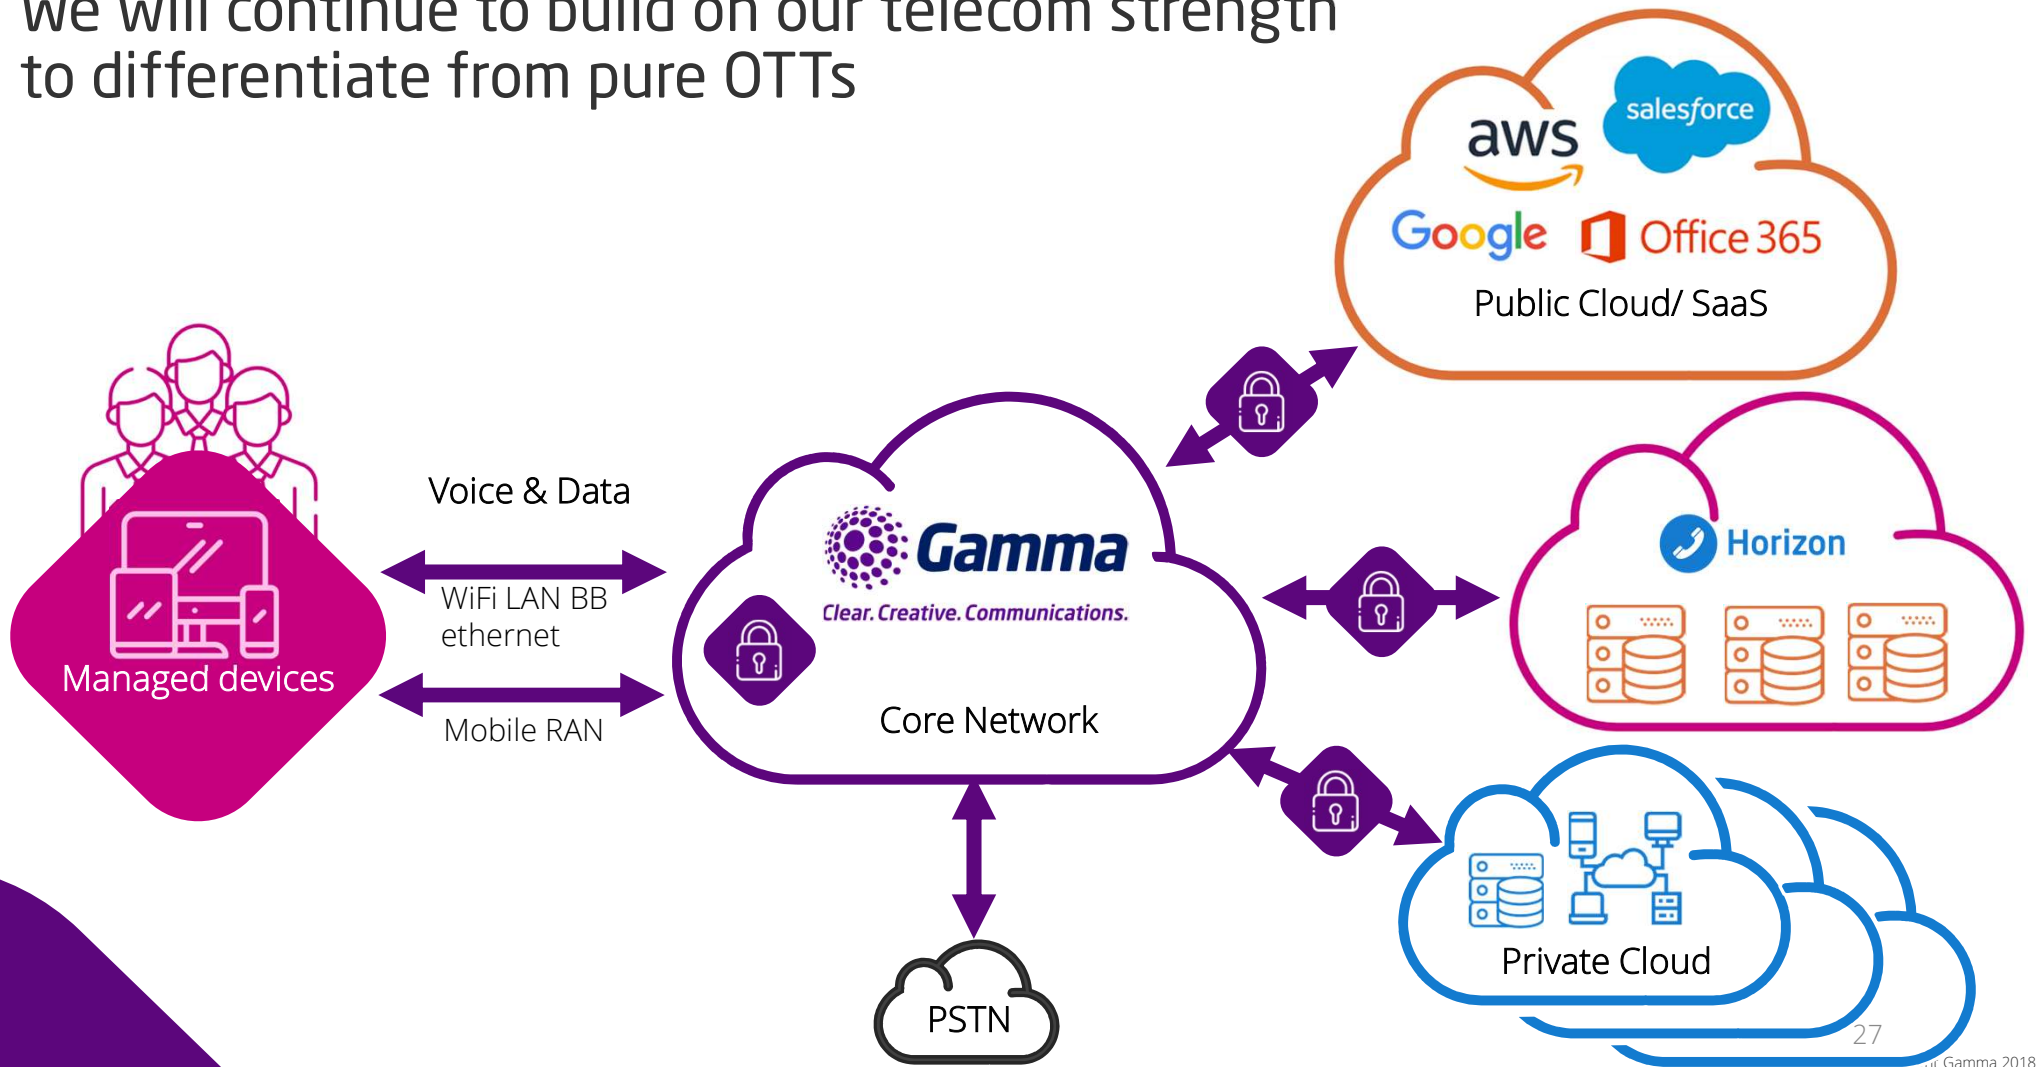 we will continue to build on our telecom strength
to differentiate from pure OTTs
aws
salesforce
Google
Office 365
Public Cloud/ SaaS
Voice & Data
WiFi LAN BB
ethernet
Mobile RAN
Managed devices
Gamma
Clear. Creative. Communications.
Core Network
Horizon
Private Cloud
PSTN
27
Gamma 2018